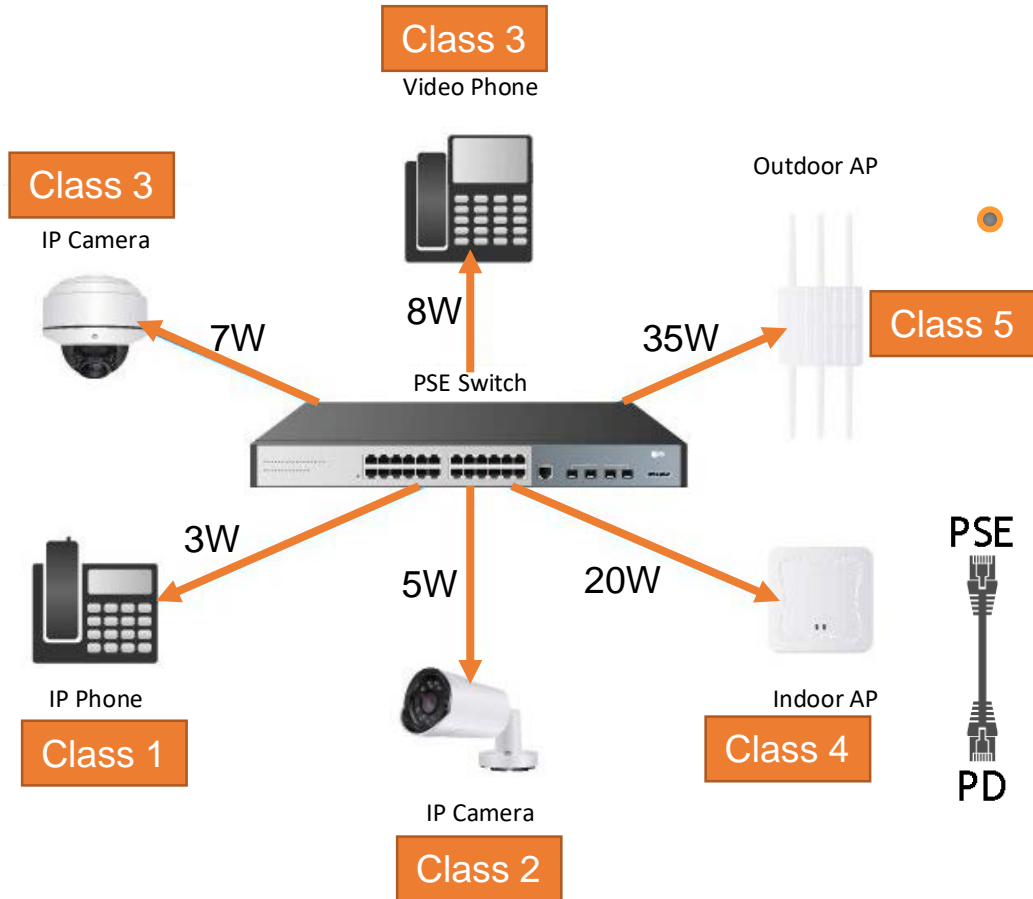 Class 3
Video Phone
Class 3
IP Camera
Outdoor AP
Class 5
7W
8W
35W
PSE Switch
3W
5W
20W
PSE
PD
IP Phone
Class 1
Indoor AP
Class 4
IP Camera
Class 2